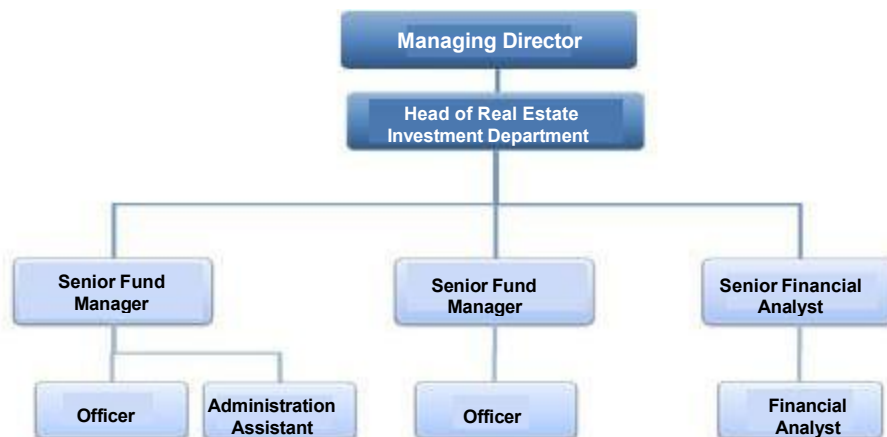 Managing Director
Head of Real Estate
Investment Department
Senior Fund
Manager
Senior Fund
Manager
Senior Financial
Analyst
Officer
Administration
Assistant
Officer
Financial
Analyst